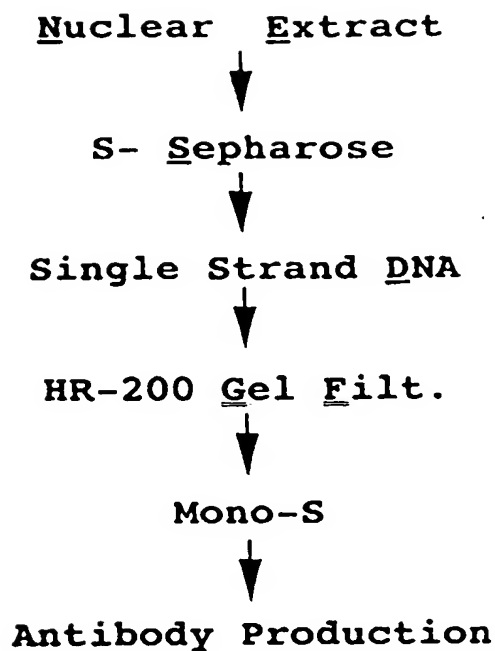 Nuclear Extract
S- Sepharose
Single Strand DNA
HR-200 Gel Filt.
Mono-S
Antibody Production